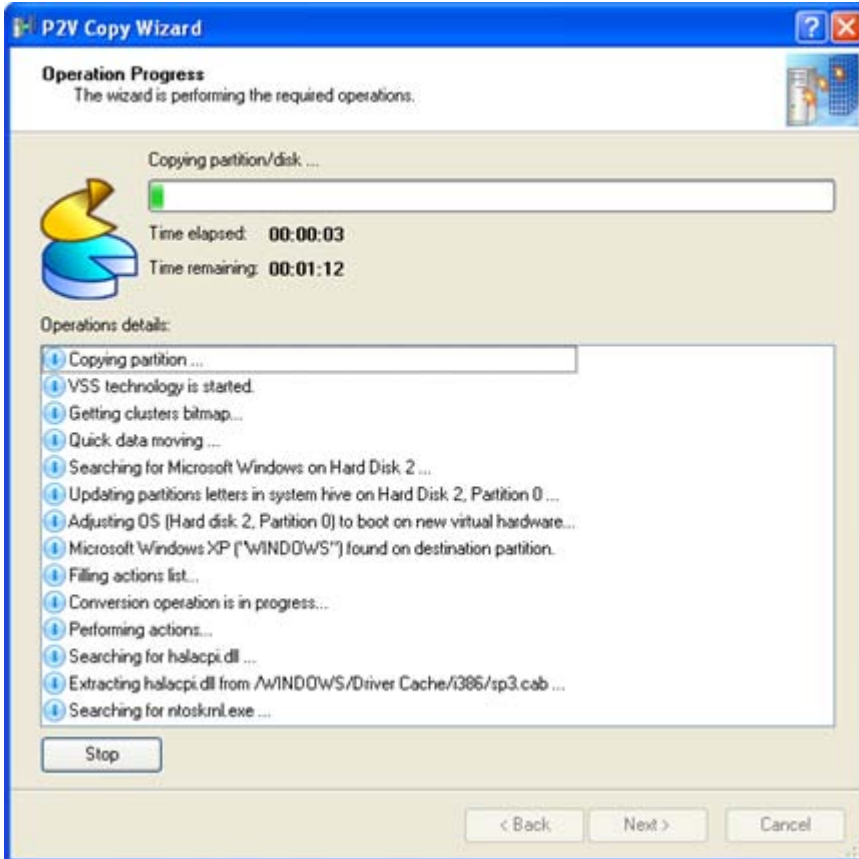 P2V Copy Wizard
Operation Progress
The wizard is performing the required operations.
Copying partition/disk ...
Time elapsed: 00:00:03
Time remaining: 00:01:12
Operations details:
Copying partition ...
VSS technology is started.
Getting clusters bitmap...
Quick data moving ...
Searching for Microsoft Windows on Hard Disk 2 ...
Updating partitions letters in system hive on Hard Disk 2, Partition 0 ...
Adjusting OS (Hard disk 2, Partition 0) to boot on new virtual hardware...
Microsoft Windows XP ("WINDOWS") found on destination partition.
Filling actions list...
Conversion operation is in progress...
Performing actions...
Searching for halacpi.dll ...
Extracting halacpi.dll from /WINDOWS/Driver Cache/i386/sp3.cab ...
Searching for ntoskrnl.exe ...
Stop
< Back Next > Cancel